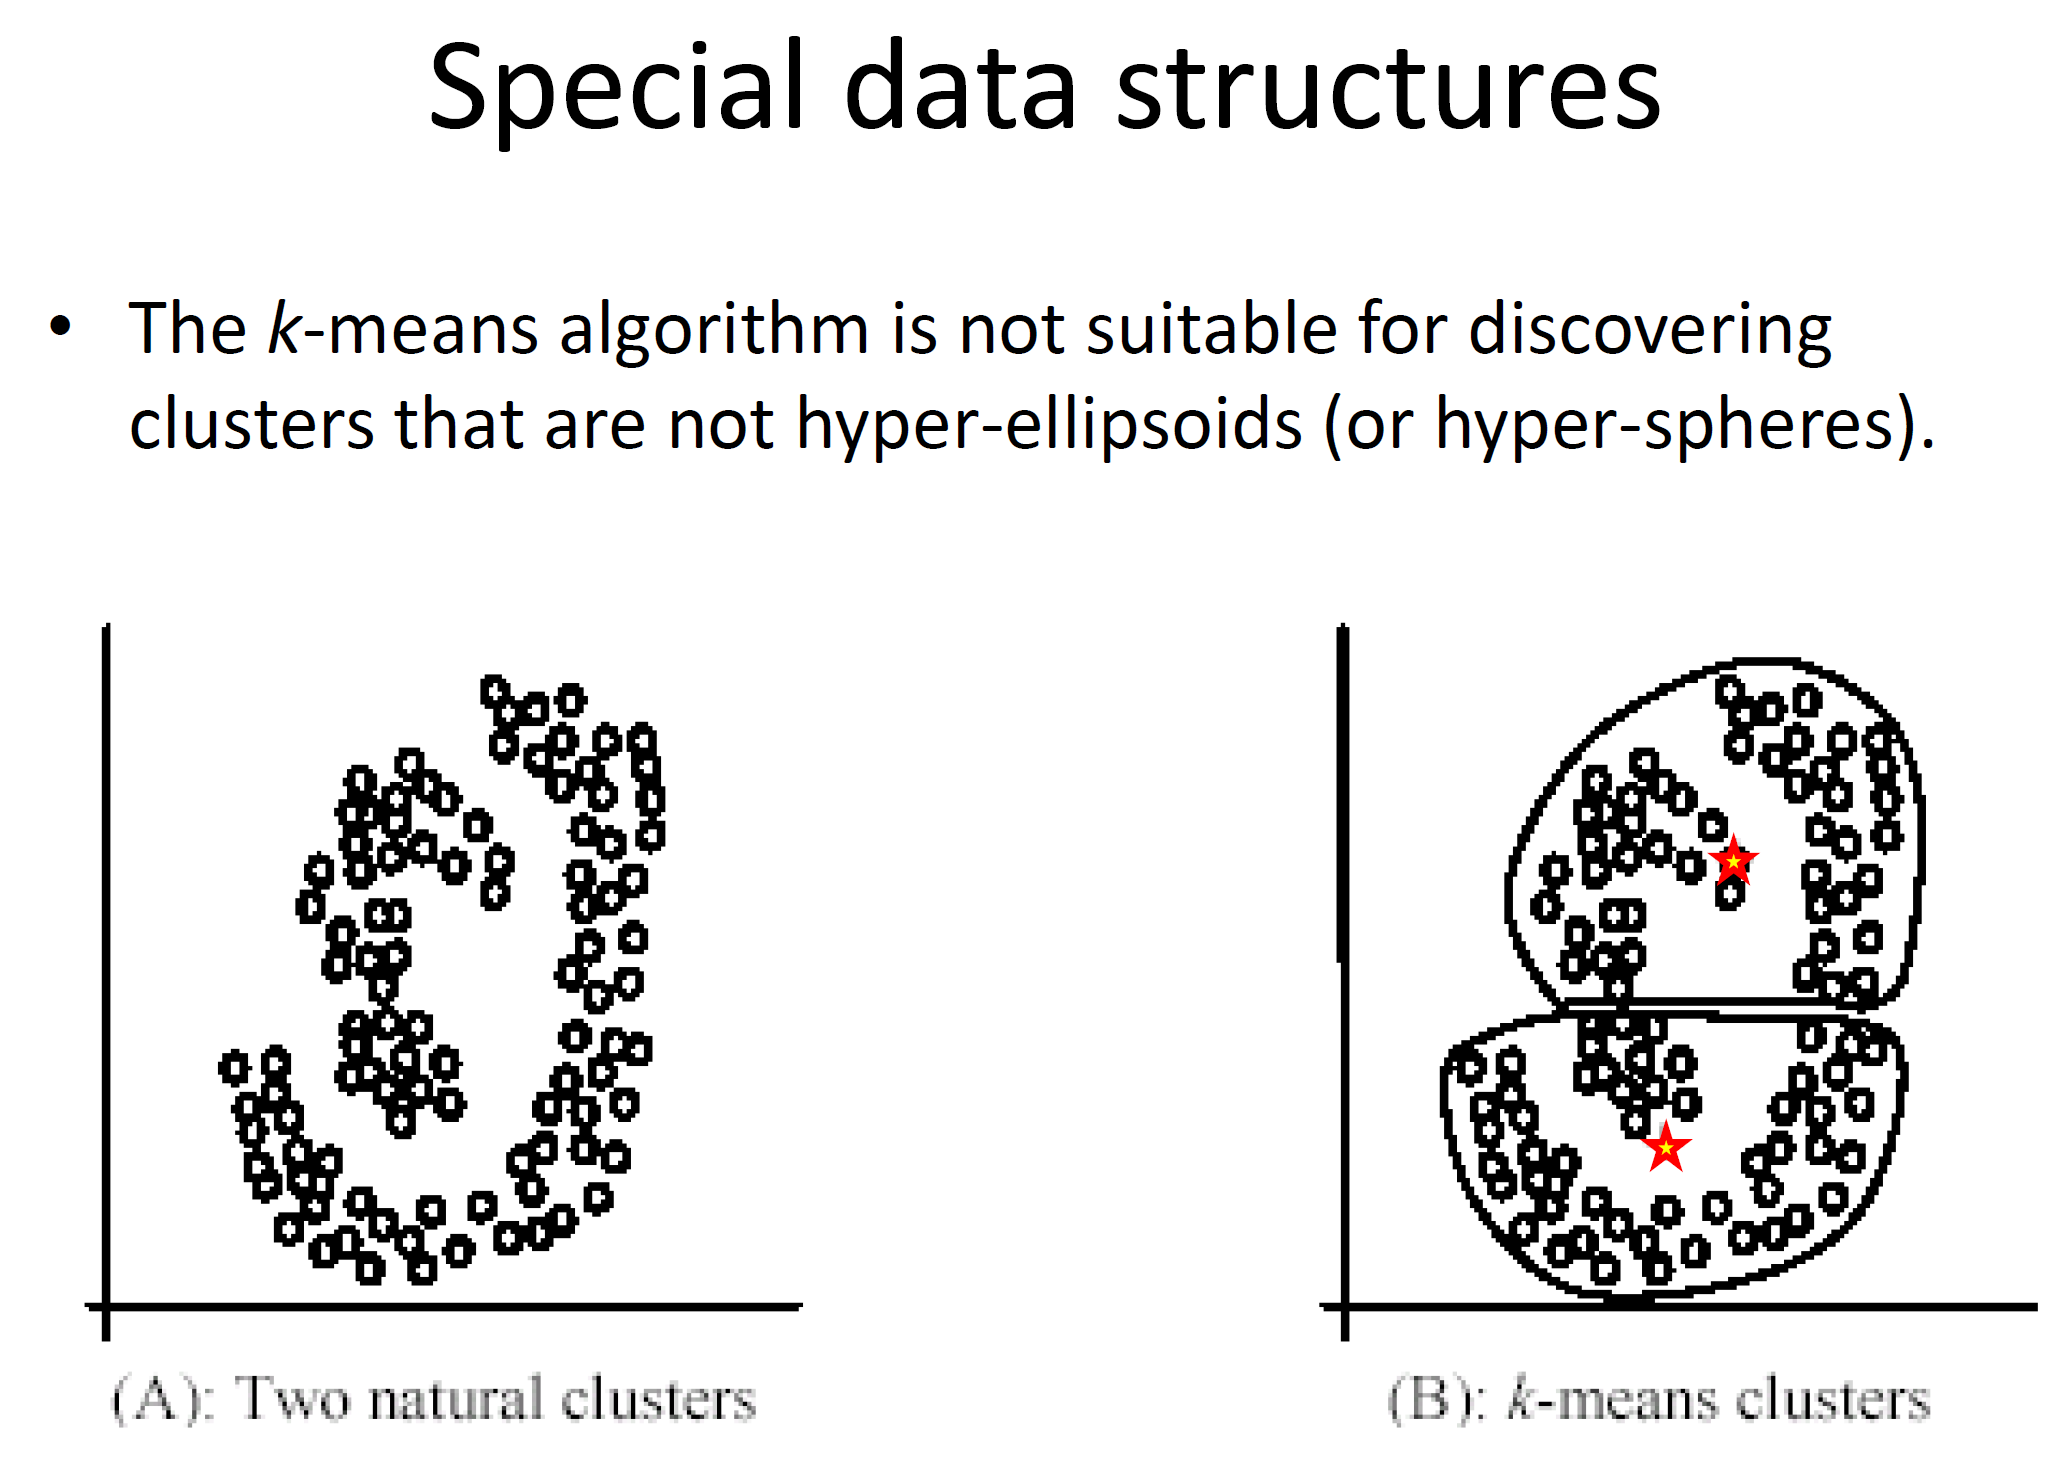 Special data structures
• The k-means algorithm is not suitable for discovering
clusters that are not hyper-ellipsoids (or hyper-spheres).
(A): Two natural clusters
(B): k-means clusters